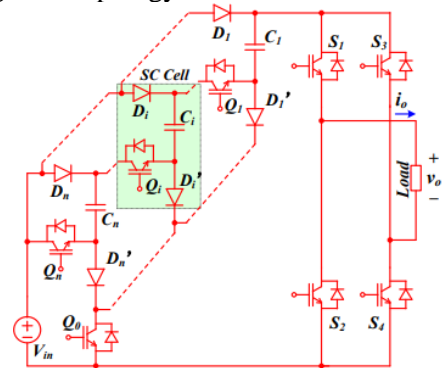 D1
C1
S1
S3
SC Cell
Di
Ci
Q1
D1'
io
Dn
Qi
Di'
Load
+
vo
−
Cn
Qn
Dn'
Q0
S2
S4
Vin